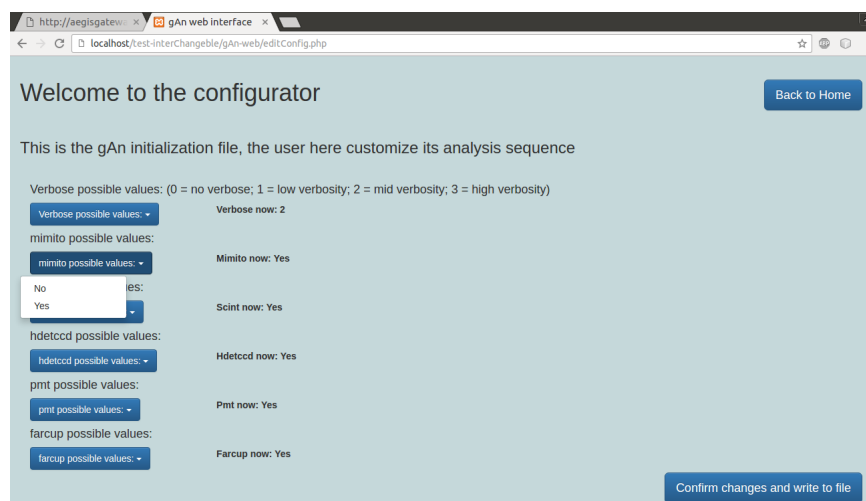 http://aegisgatewa
gAn web interface
localhost/test-interChangeble/gAn-web/editConfig.php
Welcome to the configurator
Back to Home
This is the gAn initialization file, the user here customize its analysis sequence
Verbose possible values: (0 = no verbose; 1 = low verbosity; 2 = mid verbosity; 3 = high verbosity)
Verbose possible values:
Verbose now: 2
mimito possible values:
mimito possible values:
Mimito now: Yes
No
Yes
es:
Scint now: Yes
hdetccd possible values:
hdetccd possible values:
Hdetccd now: Yes
pmt possible values:
pmt possible values:
Pmt now: Yes
farcup possible values:
farcup possible values:
Farcup now: Yes
Confirm changes and write to file